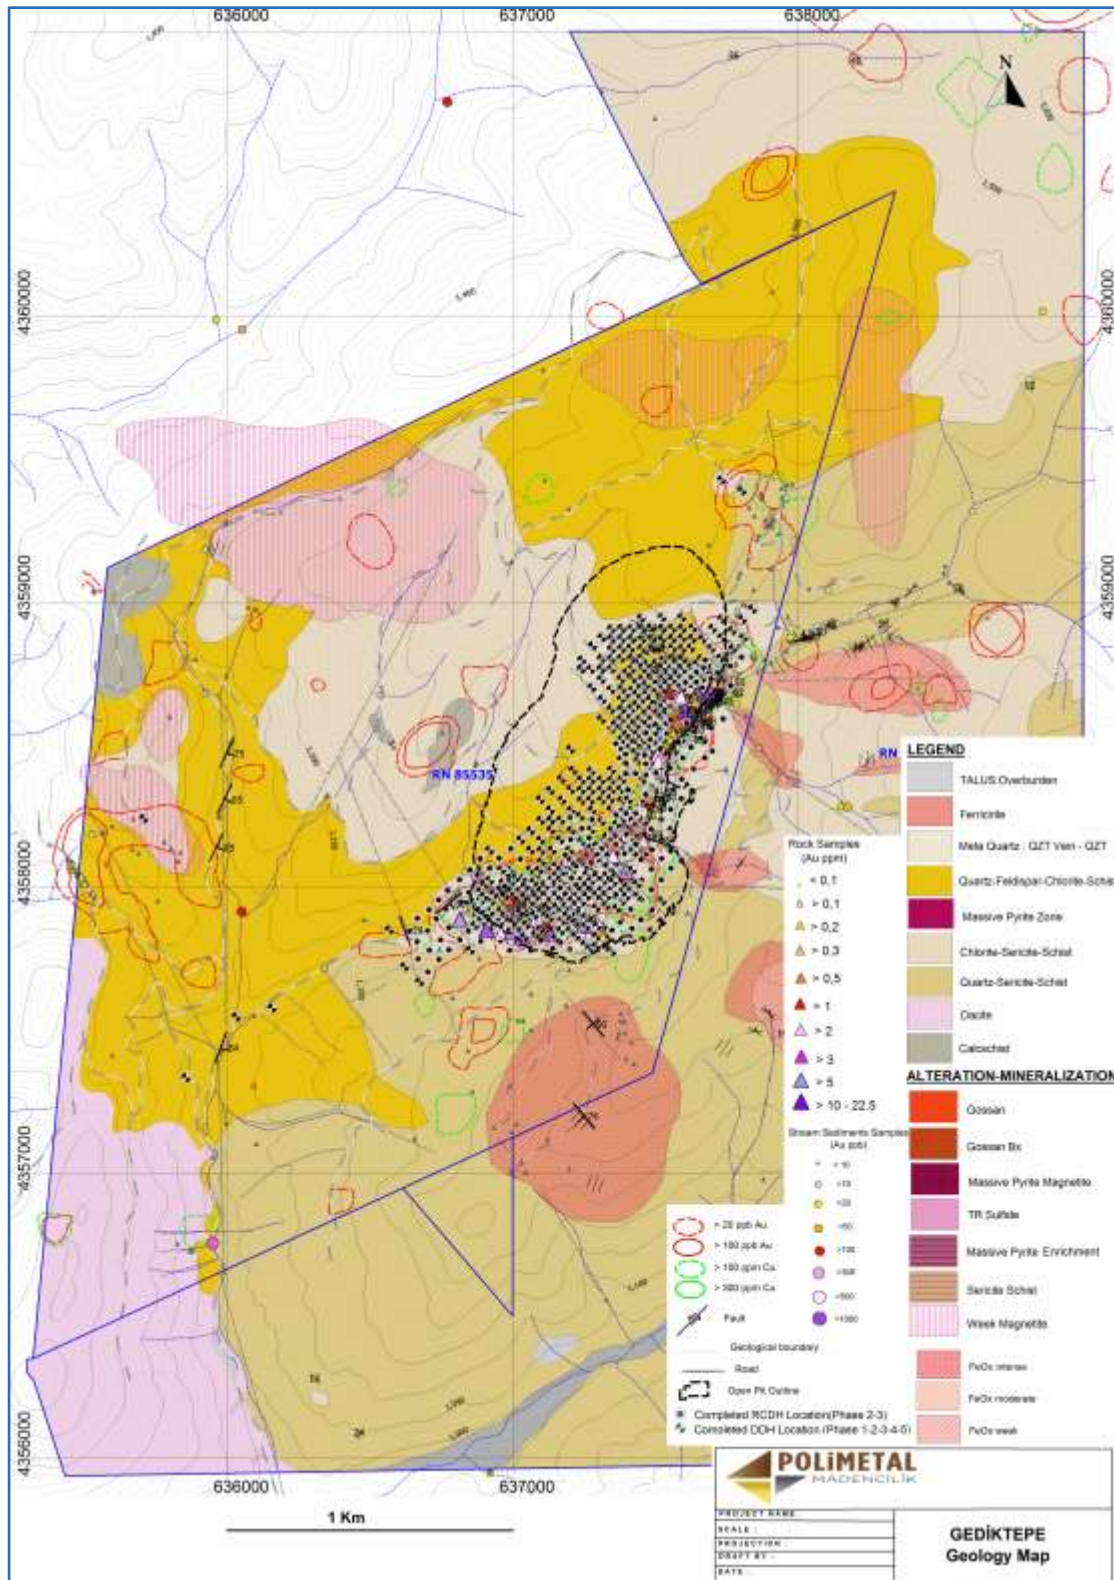 636000 637000 638000
N
4360000 4360000
4359000 4359000
4358000 4358000
4357000 4357000
4356000 4356000
RN 85535
RN
LEGEND
TALUS:Overburden
Ferricirite
Meta Quartz : QZT Vein - QZT
Quartz-Feldispar-Chlorite-Schist
Massive Pyrite Zone
Chlorite-Sericite-Schist
Quartz-Sericite-Schist
Dacite
Calcschist
ALTERATION-MINERALIZATION
Gossan
Gossan Bx
Massive Pyrite Magnetite
TR Sulfide
Massive Pyrite Enrichment
Sericite Schist
Week Magnetite
FeOx intense
FeOx moderate
FeOx weak
Rock Samples
(Au ppm)
< 0,1
> 0,1
> 0,2
> 0,3
> 0,5
> 1
> 2
> 3
> 5
> 10 - 22.5
Stream Sediments Samples
(Au ppb)
> 20 ppb Au
> 100 ppb Au
> 100 ppm Cu
> 300 ppm Cu
Fault
Geological boundary
Road
Open Pit Outline
Completed RCDH Location(Phase 2-3)
Completed DDH Location (Phase 1-2-3-4-5)
636000 637000
1 Km
POLİMETAL
MADENCİLİK
PROJECT NAME :
SCALE :
PROJECTION :
DRAFT BY :
DATE :
GEDİKTEPE
Geology Map